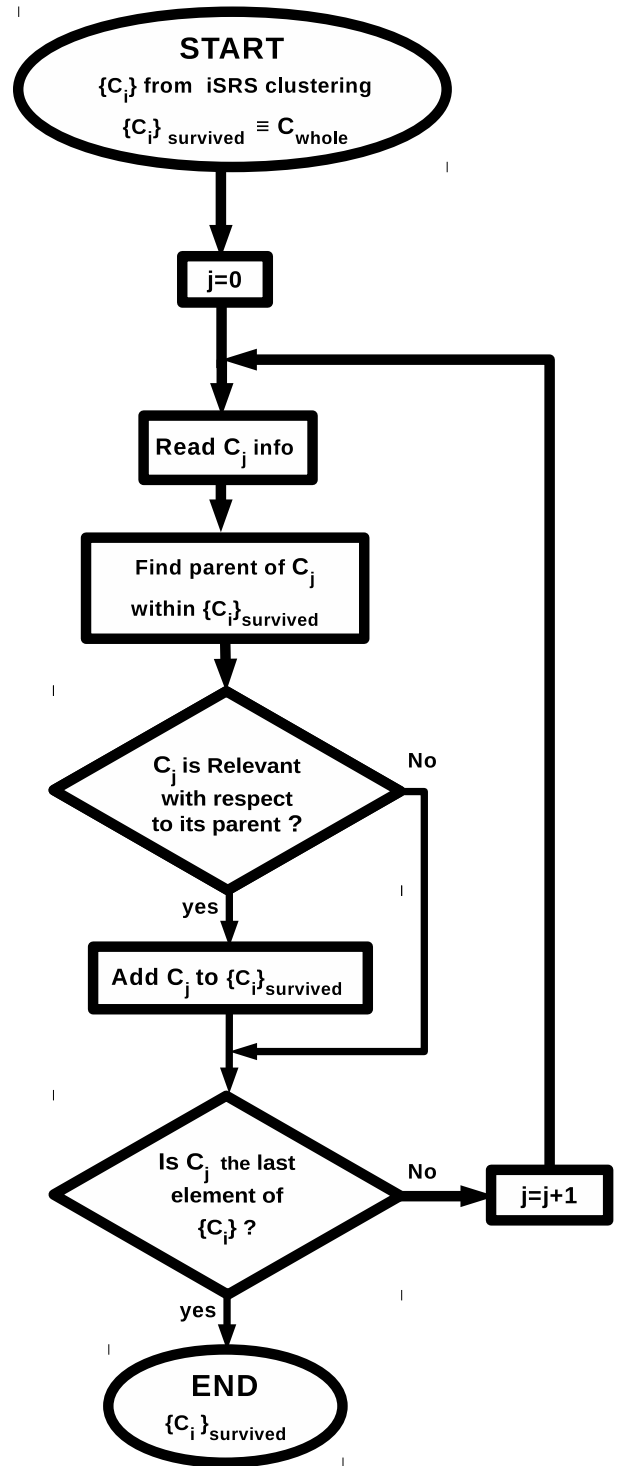 START
{C_i} from iSRS clustering
{C_i} survived ≡ C_whole
j=0
Read C_j info
Find parent of C_j
within {C_i}_survived
C_j is Relevant
with respect
to its parent ?
No
yes
Add C_j to {C_i}_survived
Is C_j the last
element of
{C_i} ?
No
j=j+1
yes
END
{C_i }_survived